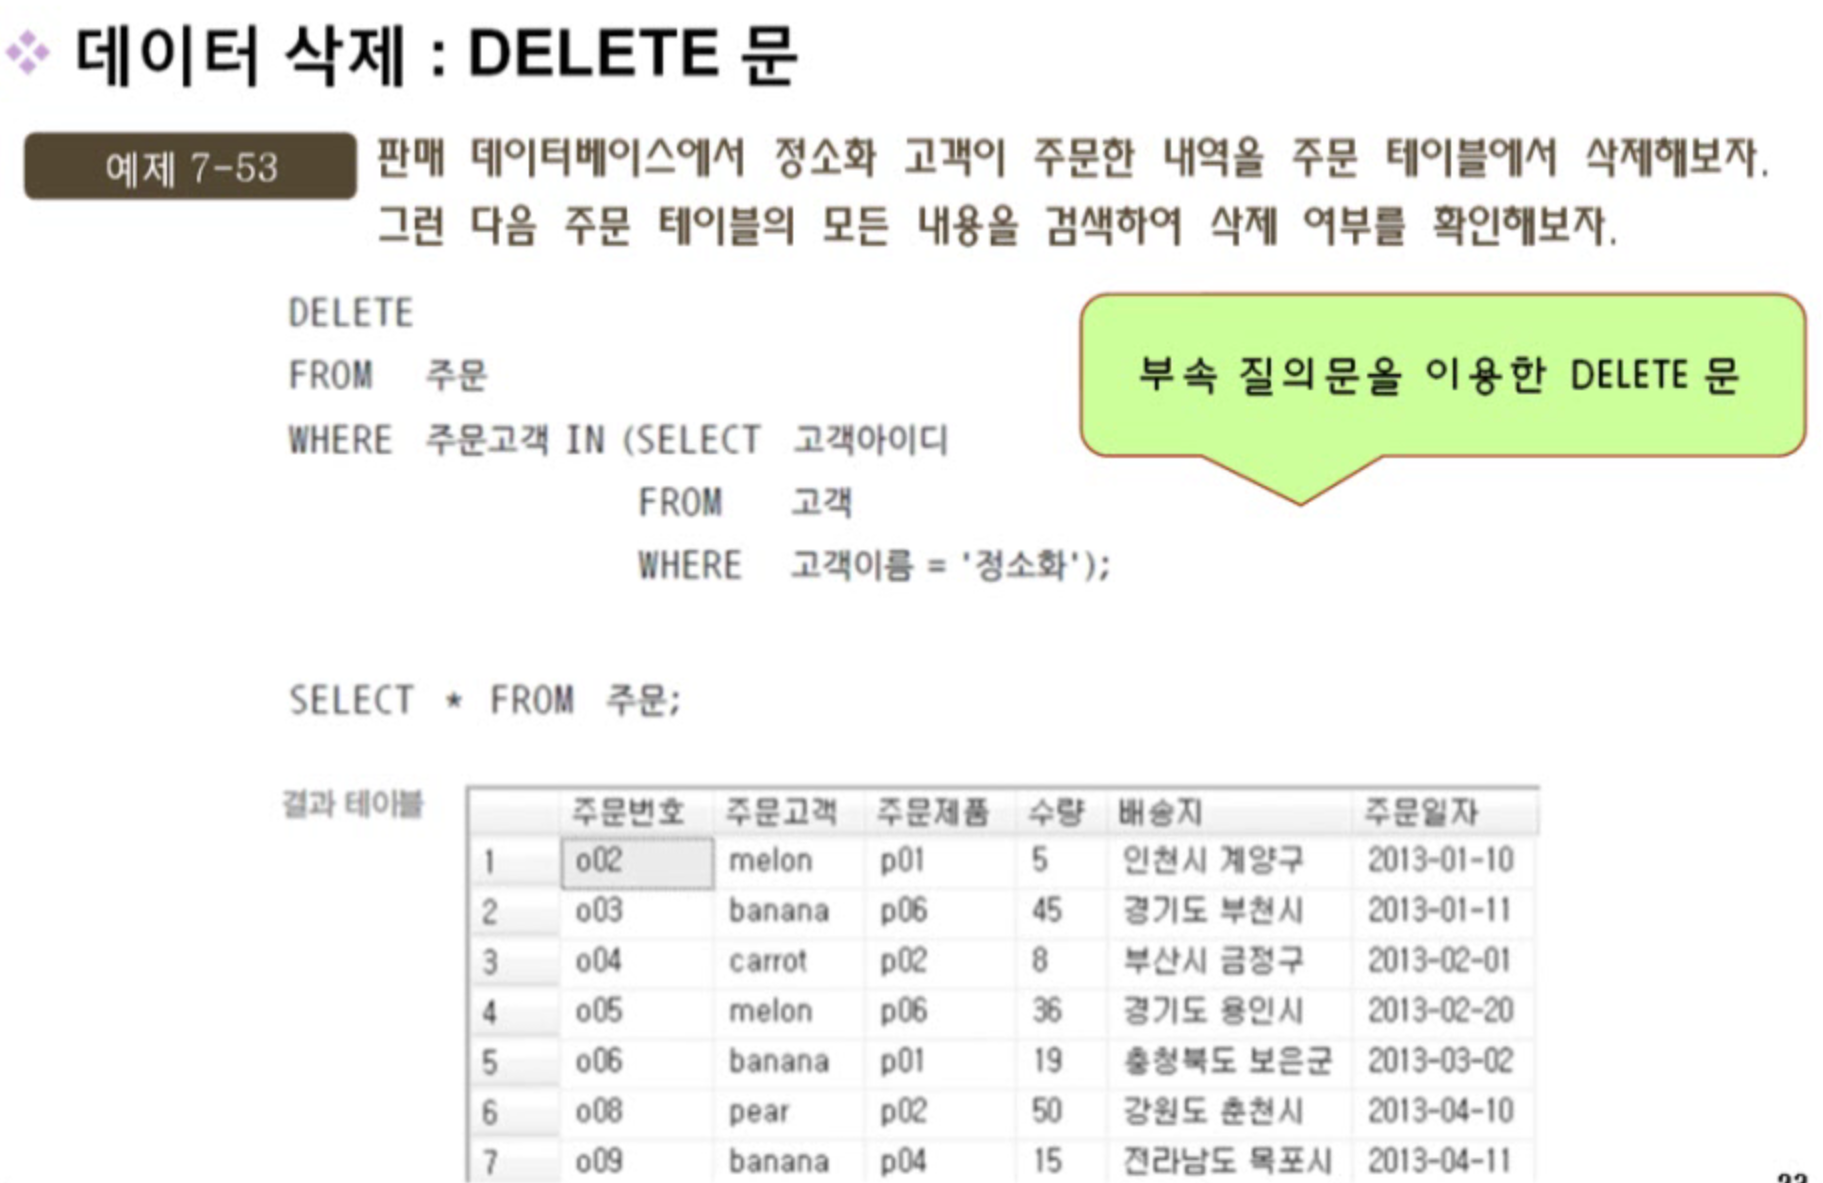 데이터 삭제 : DELETE 문
예제 7-53
판매 데이터베이스에서 정소화 고객이 주문한 내역을 주문 테이블에서 삭제해보자.
그런 다음 주문 테이블의 모든 내용을 검색하여 삭제 여부를 확인해보자.
DELETE
FROM 주문
WHERE 주문고객 IN (SELECT 고객아이디
FROM 고객
WHERE 고객이름 = '정소화');
부속 질의문을 이용한 DELETE 문
SELECT * FROM 주문;
결과 테이블
주문번호 주문고객 주문제품 수량 배송지 주문일자
1 o02 melon p01 5 인천시 계양구 2013-01-10
2 o03 banana p06 45 경기도 부천시 2013-01-11
3 o04 carrot p02 8 부산시 금정구 2013-02-01
4 o05 melon p06 36 경기도 용인시 2013-02-20
5 o06 banana p01 19 충청북도 보은군 2013-03-02
6 o08 pear p02 50 강원도 춘천시 2013-04-10
7 o09 banana p04 15 전라남도 목포시 2013-04-11